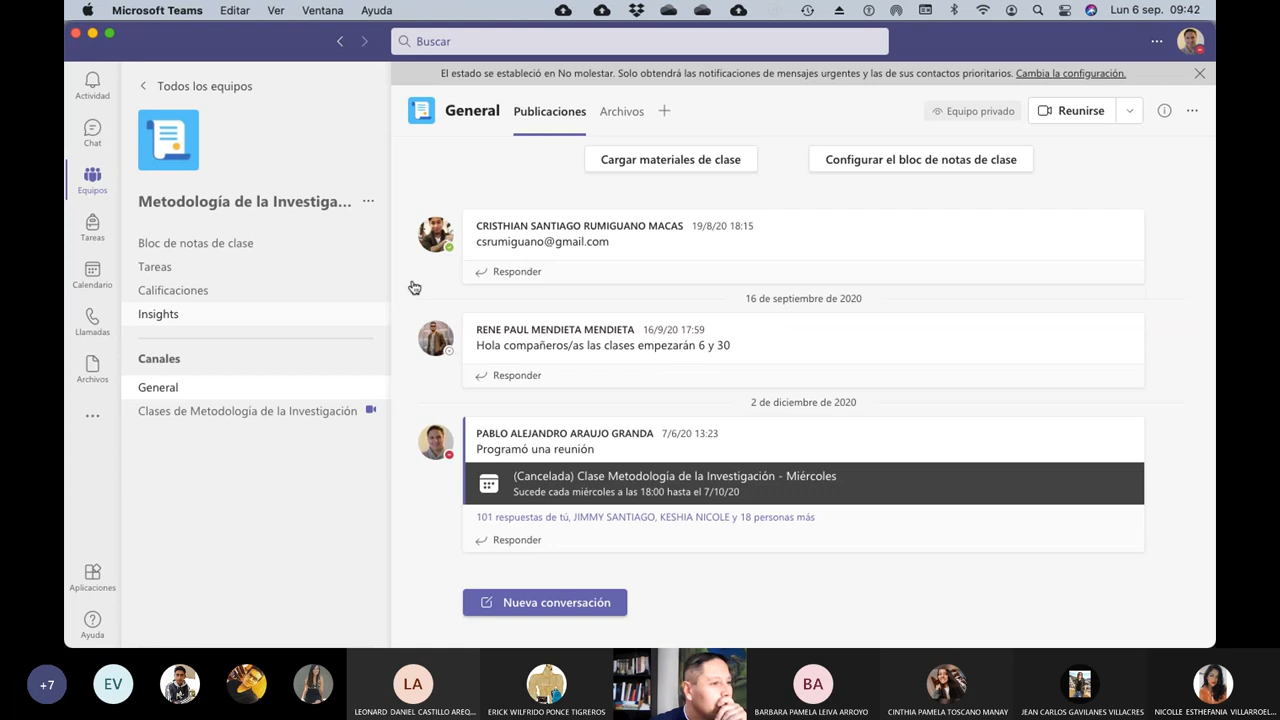 Microsoft Teams Editar Ver Ventana Ayuda Lun 6 sep. 09:42
Buscar
El estado se estableció en No molestar. Solo obtendrá las notificaciones de mensajes urgentes y las de sus contactos prioritarios. Cambia la configuración.
Actividad
Chat
Equipos
Tareas
Calendario
Llamadas
Archivos
Aplicaciones
Ayuda
Todos los equipos
Metodología de la Investiga...
Bloc de notas de clase
Tareas
Calificaciones
Insights
Canales
General
Clases de Metodología de la Investigación
General Publicaciones Archivos Equipo privado Reunirse
Cargar materiales de clase Configurar el bloc de notas de clase
CRISTHIAN SANTIAGO RUMIGUANO MACAS 19/8/20 18:15
csrumiguano@gmail.com
Responder
16 de septiembre de 2020
RENE PAUL MENDIETA MENDIETA 16/9/20 17:59
Hola compañeros/as las clases empezarán 6 y 30
Responder
2 de diciembre de 2020
PABLO ALEJANDRO ARAUJO GRANDA 7/6/20 13:23
Programó una reunión
(Cancelada) Clase Metodología de la Investigación - Miércoles
Sucede cada miércoles a las 18:00 hasta el 7/10/20
101 respuestas de tú, JIMMY SANTIAGO, KESHIA NICOLE y 18 personas más
Responder
Nueva conversación
+7 EV LA BA
LEONARD DANIEL CASTILLO AREQ... ERICK WILFRIDO PONCE TIGREROS BARBARA PAMELA LEIVA ARROYO CINTHIA PAMELA TOSCANO MANAY JEAN CARLOS GAVILANES VILLACRES NICOLE ESTHEFANIA VILLARROEL...